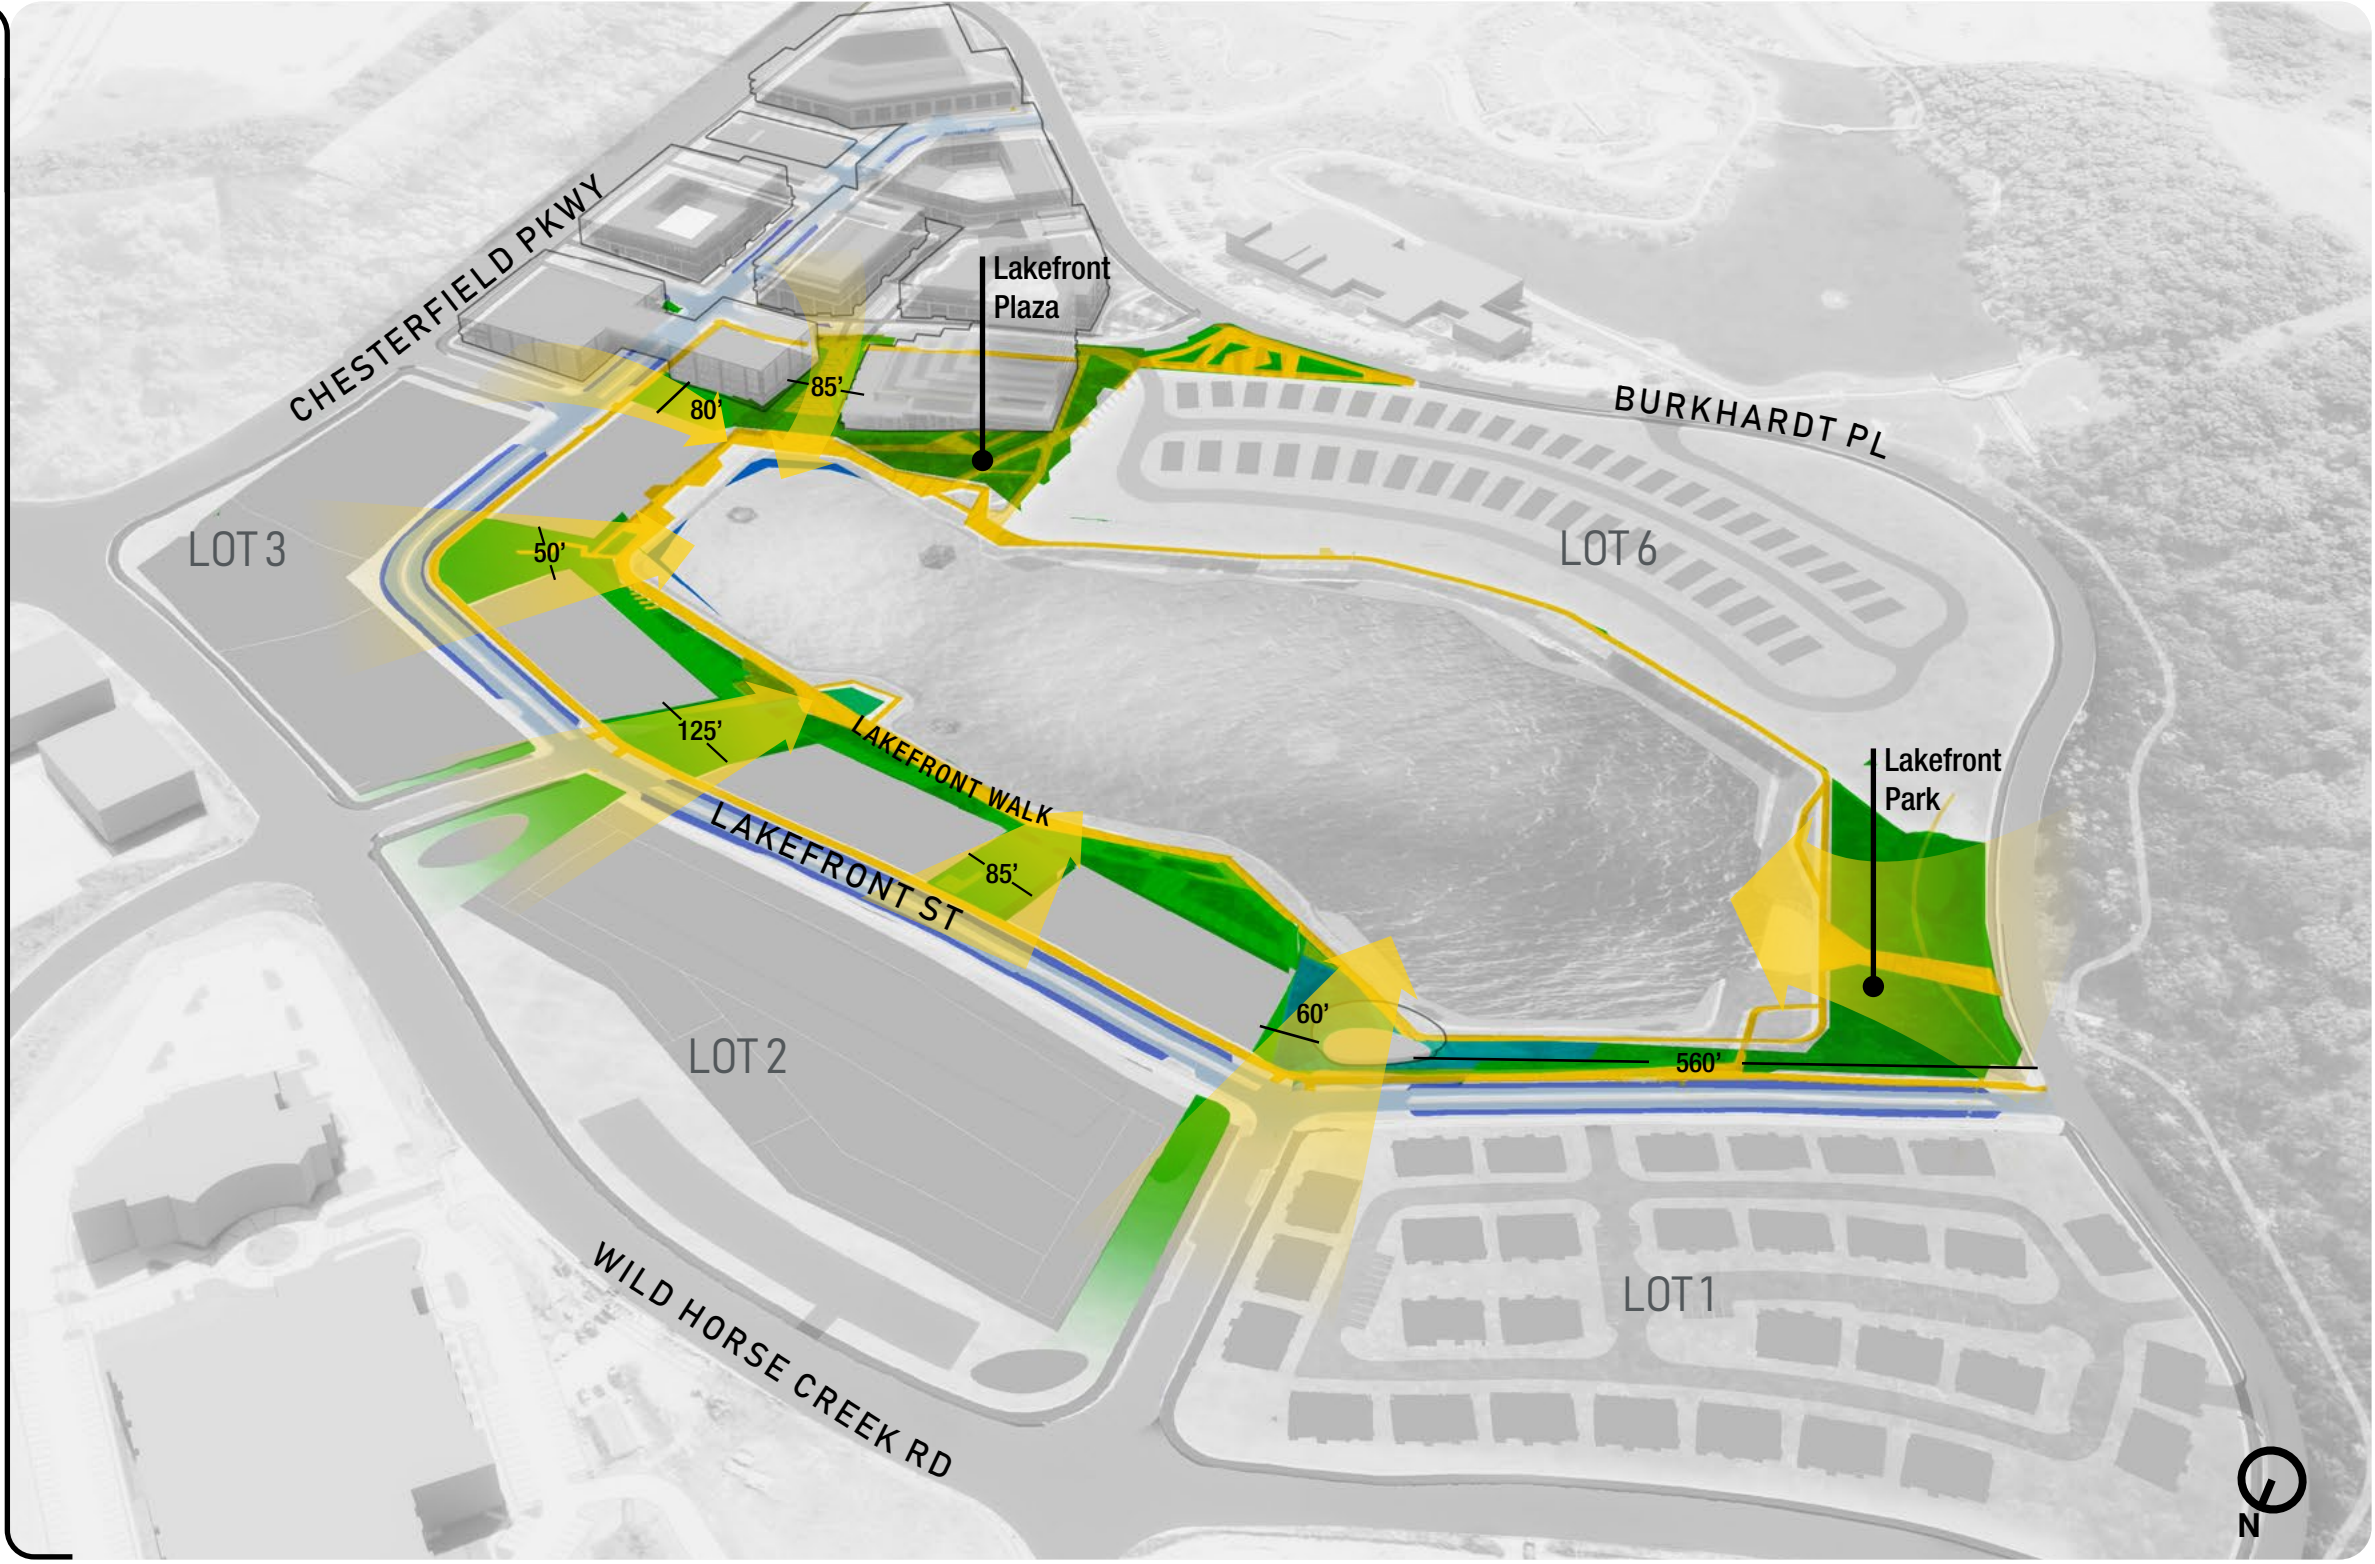 CHESTERFIELD PKWY
Lakefront
Plaza
80’
85’
BURKHARDT PL
LOT 3
50’
LOT 6
125’
LAKEFRONT WALK
Lakefront
Park
LAKEFRONT ST
85’
60’
560’
LOT 2
LOT 1
WILD HORSE CREEK RD
N